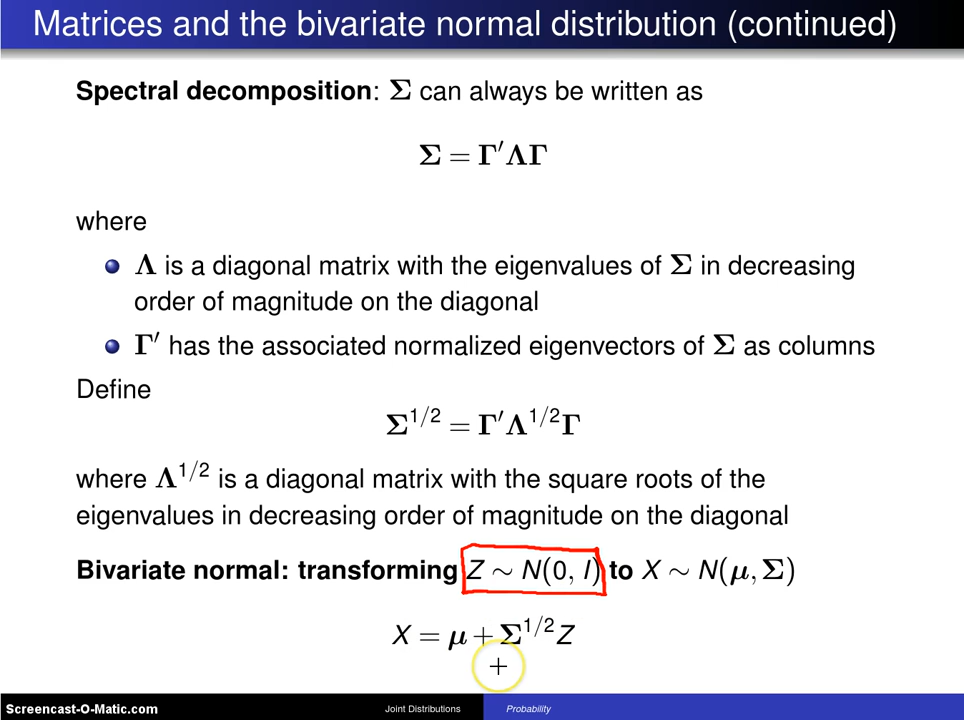 Matrices and the bivariate normal distribution (continued)
Spectral decomposition: Σ can always be written as
Σ = Γ′ΛΓ
where
Λ is a diagonal matrix with the eigenvalues of Σ in decreasing
order of magnitude on the diagonal
Γ′ has the associated normalized eigenvectors of Σ as columns
Define
Σ^{1/2} = Γ′Λ^{1/2}Γ
where Λ^{1/2} is a diagonal matrix with the square roots of the
eigenvalues in decreasing order of magnitude on the diagonal
Bivariate normal: transforming Z ∼ N(0, I) to X ∼ N(μ, Σ)
X = μ + Σ^{1/2}Z
Screencast-O-Matic.com Joint Distributions Probability